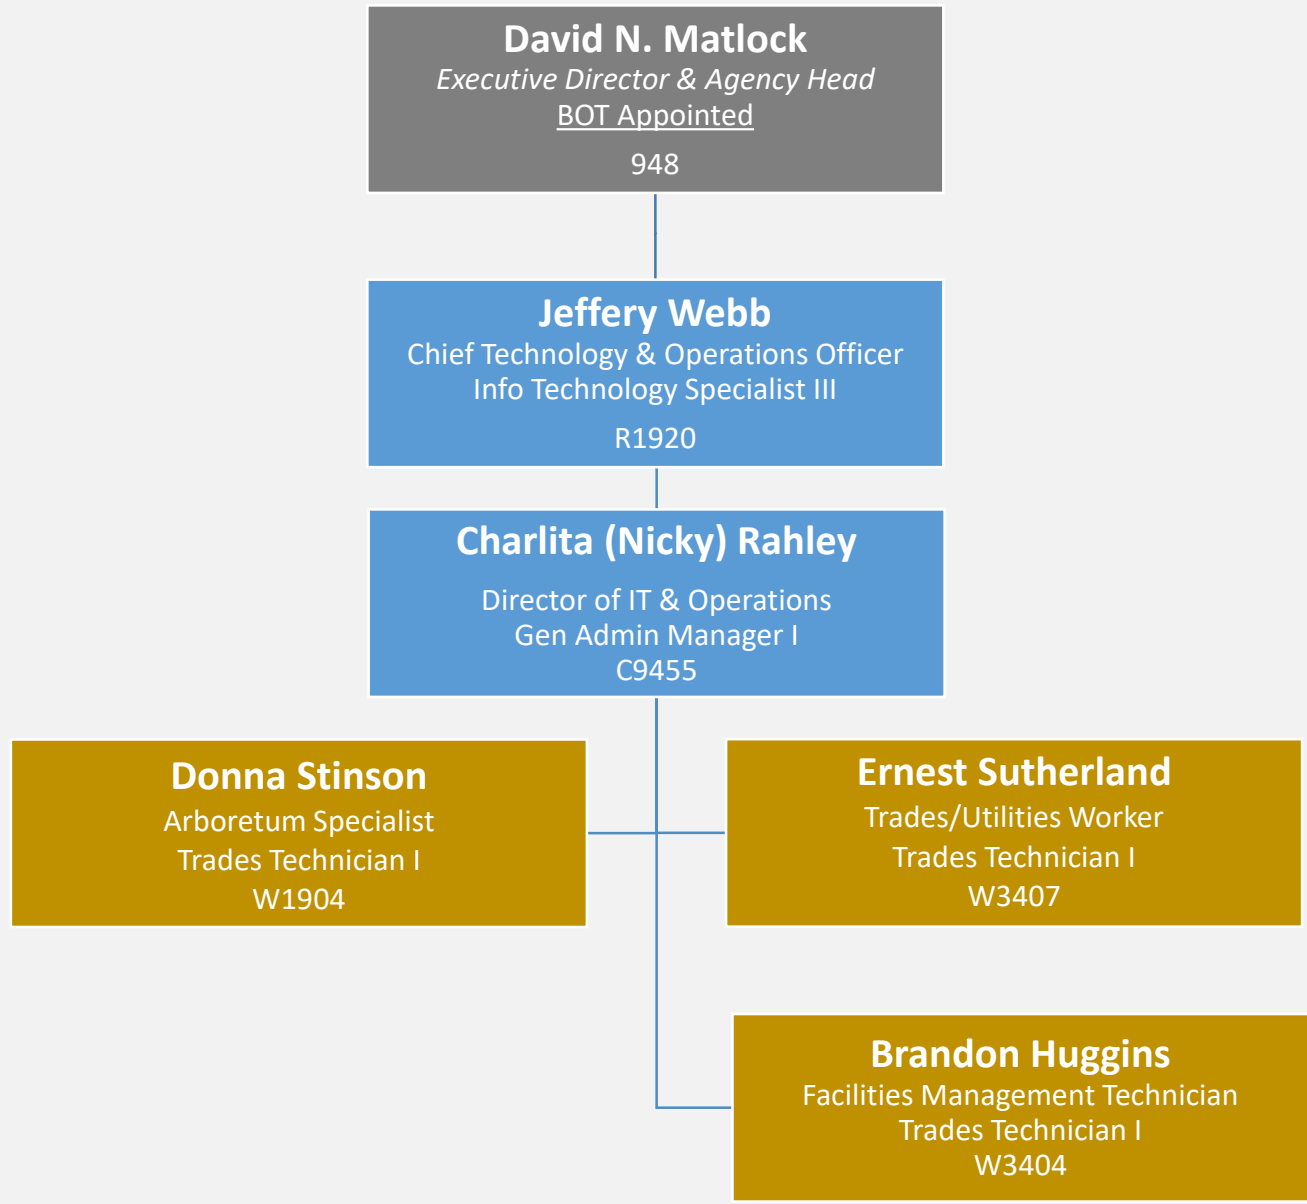 David N. Matlock
Executive Director & Agency Head
BOT Appointed
948
Jeffery Webb
Chief Technology & Operations Officer
Info Technology Specialist III
R1920
Charlita (Nicky) Rahley
Director of IT & Operations
Gen Admin Manager I
C9455
Donna Stinson
Arboretum Specialist
Trades Technician I
W1904
Ernest Sutherland
Trades/Utilities Worker
Trades Technician I
W3407
Brandon Huggins
Facilities Management Technician
Trades Technician I
W3404